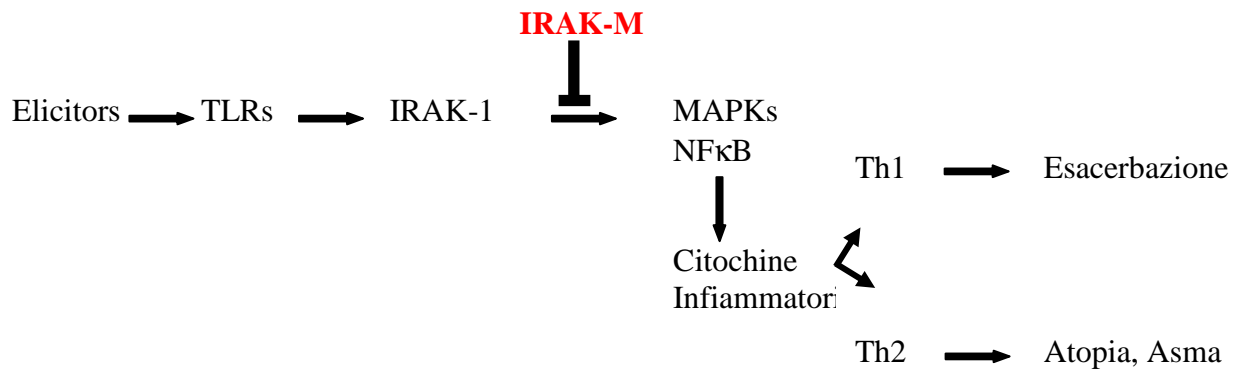 IRAK-M
Elicitors TLRs IRAK-1 MAPKs
NFκB
Th1 Esacerbazione
Citochine
Infiammatori
Th2 Atopia, Asma